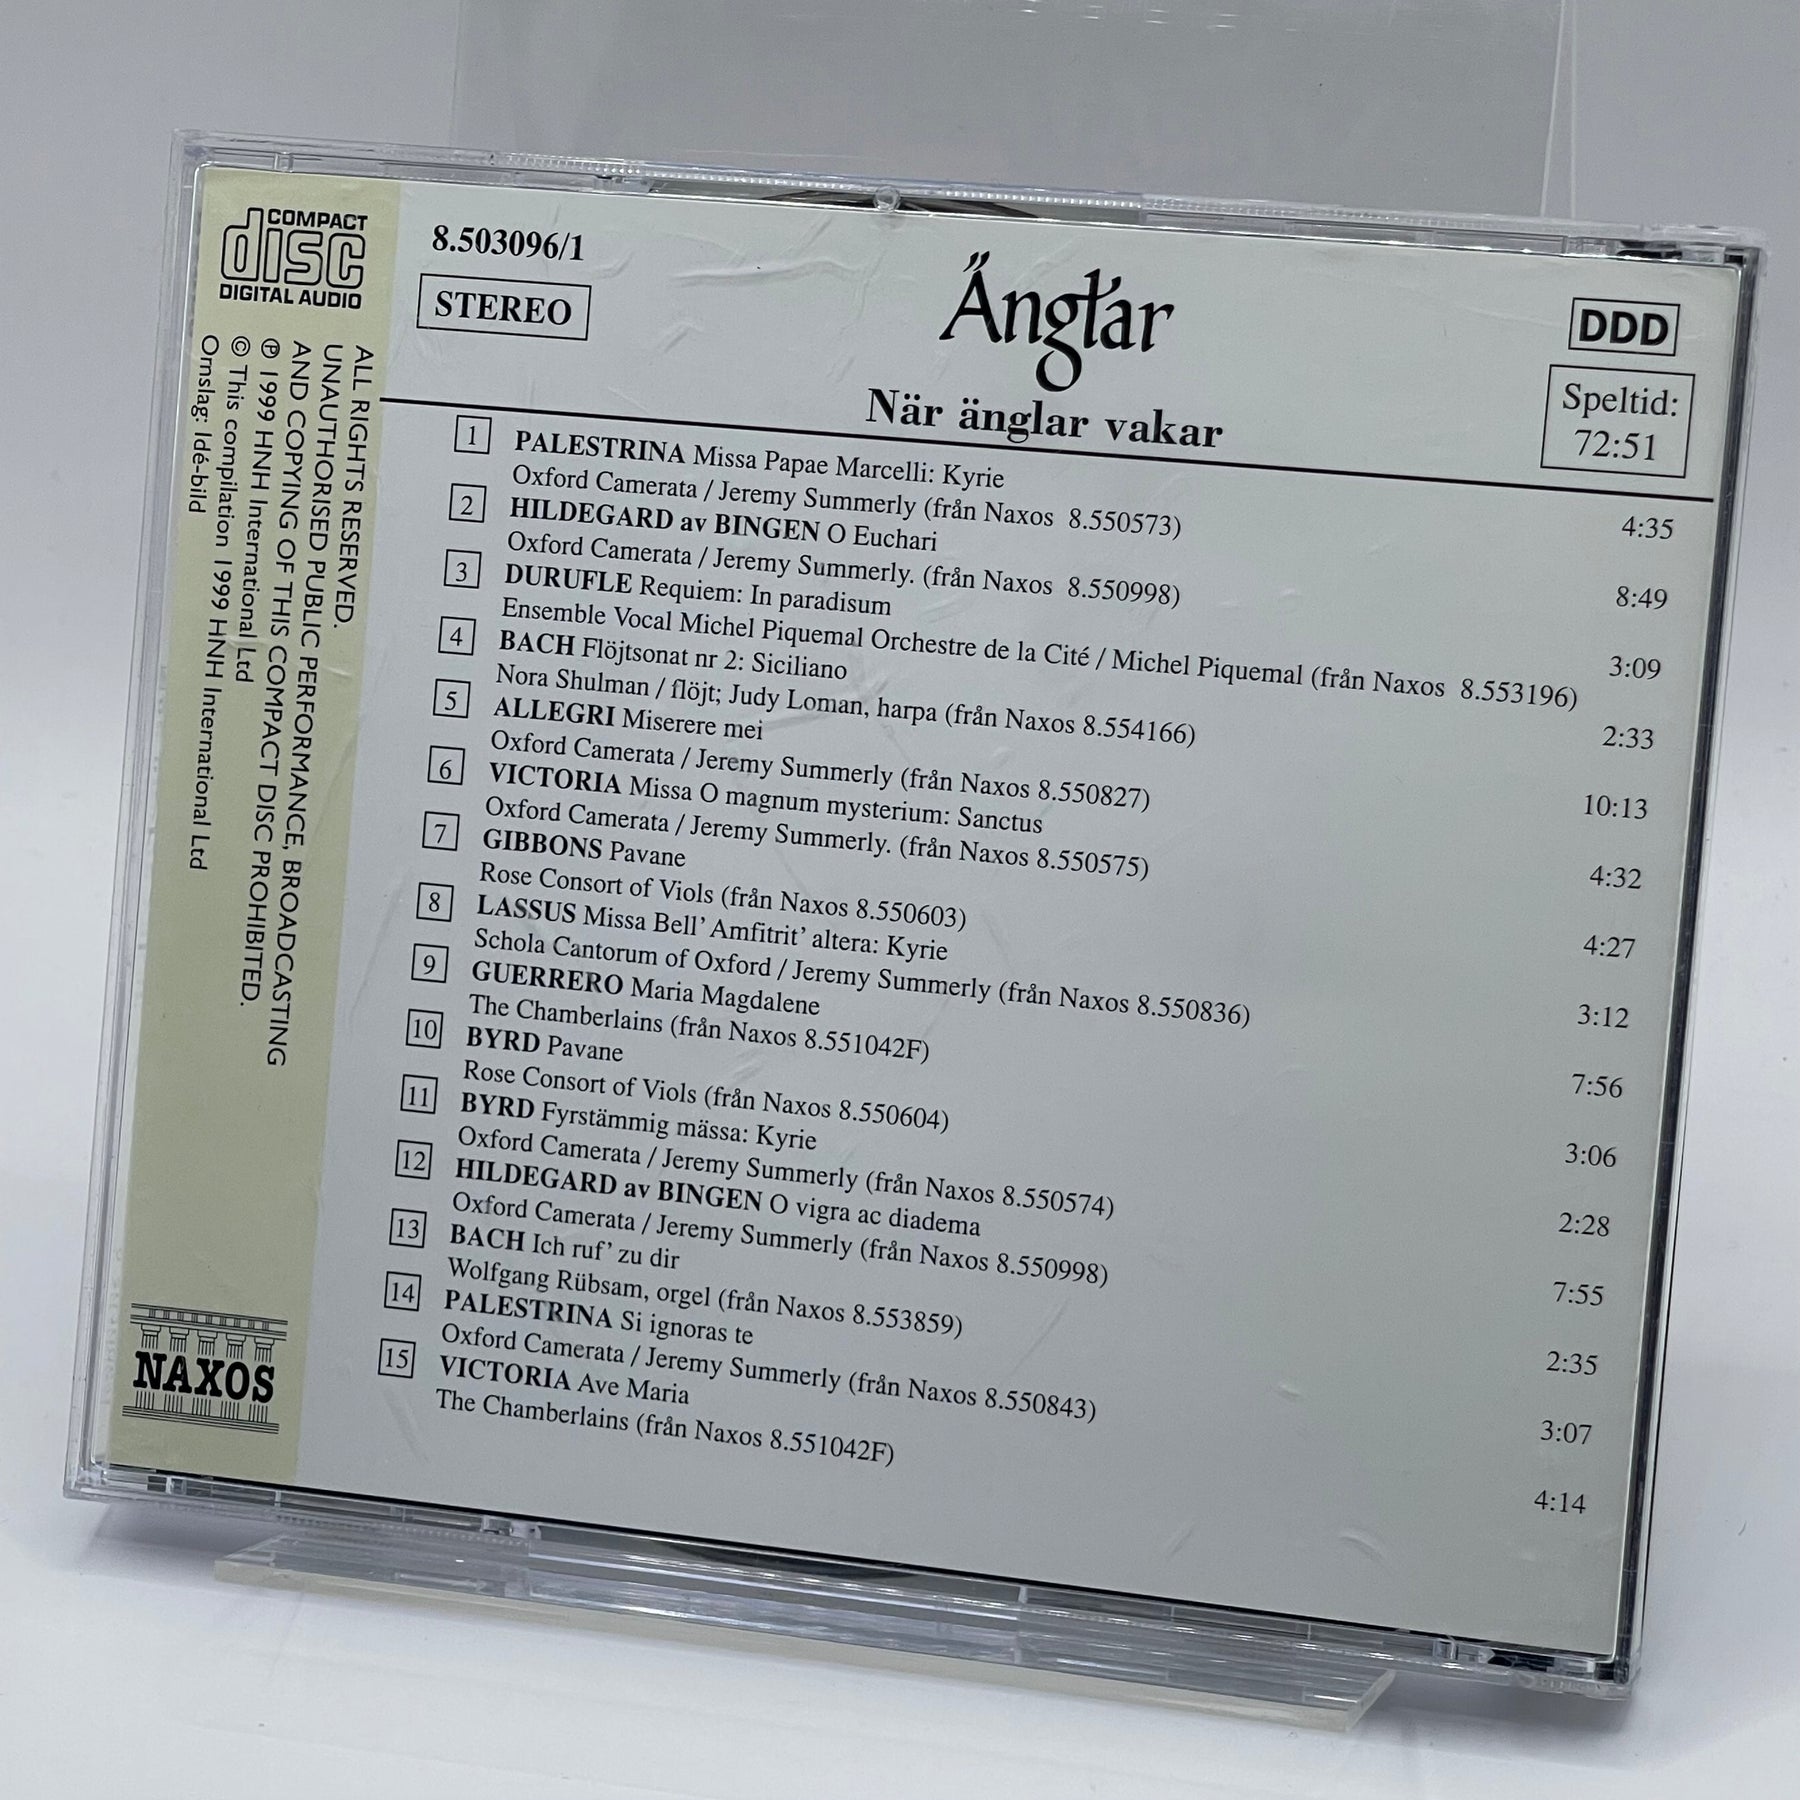 COMPACT
disc
DIGITAL AUDIO
ALL RIGHTS RESERVED.
UNAUTHORISED PUBLIC PERFORMANCE, BROADCASTING
AND COPYING OF THIS COMPACT DISC PROHIBITED.
℗ 1999 HNH International Ltd
© This compilation 1999 HNH International Ltd
Omslag: Idé-bild
NAXOS
8.503096/1
STEREO
Änglar
När änglar vakar
DDD
Speltid:
72:51
1 PALESTRINA Missa Papae Marcelli: Kyrie
Oxford Camerata / Jeremy Summerly (från Naxos 8.550573) 4:35
2 HILDEGARD av BINGEN O Euchari
Oxford Camerata / Jeremy Summerly. (från Naxos 8.550998) 8:49
3 DURUFLE Requiem: In paradisum
Ensemble Vocal Michel Piquemal Orchestre de la Cité / Michel Piquemal (från Naxos 8.553196) 3:09
4 BACH Flöjtsonat nr 2: Siciliano
Nora Shulman / flöjt; Judy Loman, harpa (från Naxos 8.554166) 2:33
5 ALLEGRI Miserere mei
Oxford Camerata / Jeremy Summerly (från Naxos 8.550827) 10:13
6 VICTORIA Missa O magnum mysterium: Sanctus
Oxford Camerata / Jeremy Summerly. (från Naxos 8.550575) 4:32
7 GIBBONS Pavane
Rose Consort of Viols (från Naxos 8.550603) 4:27
8 LASSUS Missa Bell' Amfitrit' altera: Kyrie
Schola Cantorum of Oxford / Jeremy Summerly (från Naxos 8.550836) 3:12
9 GUERRERO Maria Magdalene
The Chamberlains (från Naxos 8.551042F) 7:56
10 BYRD Pavane
Rose Consort of Viols (från Naxos 8.550604) 3:06
11 BYRD Fyrstämmig mässa: Kyrie
Oxford Camerata / Jeremy Summerly (från Naxos 8.550574) 2:28
12 HILDEGARD av BINGEN O vigra ac diadema
Oxford Camerata / Jeremy Summerly (från Naxos 8.550998) 7:55
13 BACH Ich ruf' zu dir
Wolfgang Rübsam, orgel (från Naxos 8.553859) 2:35
14 PALESTRINA Si ignoras te
Oxford Camerata / Jeremy Summerly (från Naxos 8.550843) 3:07
15 VICTORIA Ave Maria
The Chamberlains (från Naxos 8.551042F) 4:14